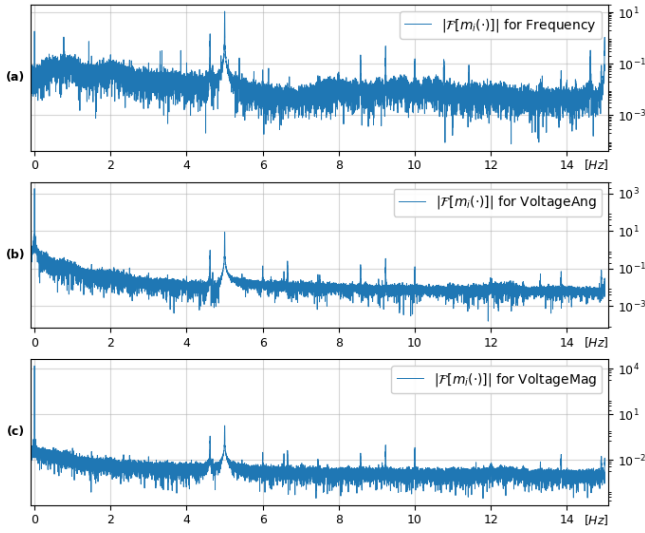 (a)
|F[mᵢ(·)]| for Frequency
10¹
10⁻¹
10⁻³
0 2 4 6 8 10 12 14 [Hz]
(b)
|F[mᵢ(·)]| for VoltageAng
10³
10¹
10⁻¹
10⁻³
0 2 4 6 8 10 12 14 [Hz]
(c)
|F[mᵢ(·)]| for VoltageMag
10⁴
10¹
10⁻²
0 2 4 6 8 10 12 14 [Hz]